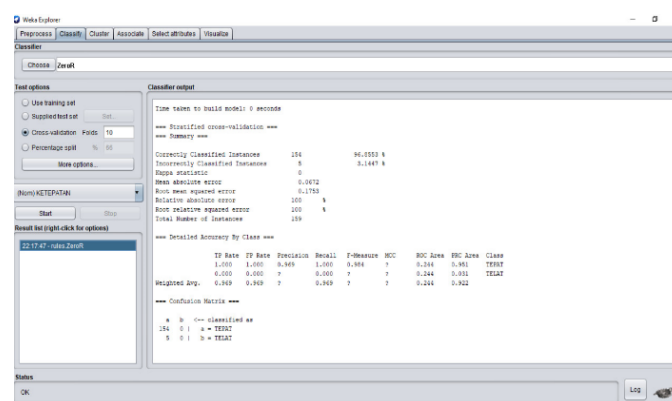 Weka Explorer
Preprocess Classify Cluster Associate Select attributes Visualize
Classifier
Choose ZeroR
Test options
Use training set
Supplied test set Set...
Cross-validation Folds 10
Percentage split % 66
More options...
(Nom) KETEPATAN
Start Stop
Result list (right-click for options)
22:17:47 - rules.ZeroR
Classifier output
Time taken to build model: 0 seconds
=== Stratified cross-validation ===
=== Summary ===
Correctly Classified Instances 154 96.8553 %
Incorrectly Classified Instances 5 3.1447 %
Kappa statistic 0
Mean absolute error 0.0672
Root mean squared error 0.1753
Relative absolute error 100 %
Root relative squared error 100 %
Total Number of Instances 159
=== Detailed Accuracy By Class ===
TP Rate FP Rate Precision Recall F-Measure MCC ROC Area PRC Area Class
1.000 1.000 0.969 1.000 0.984 ? 0.244 0.951 TEPAT
0.000 0.000 ? 0.000 ? ? 0.244 0.031 TELAT
Weighted Avg. 0.969 0.969 ? 0.969 ? ? 0.244 0.922
=== Confusion Matrix ===
a b <-- classified as
154 0 | a = TEPAT
5 0 | b = TELAT
Status
OK
Log